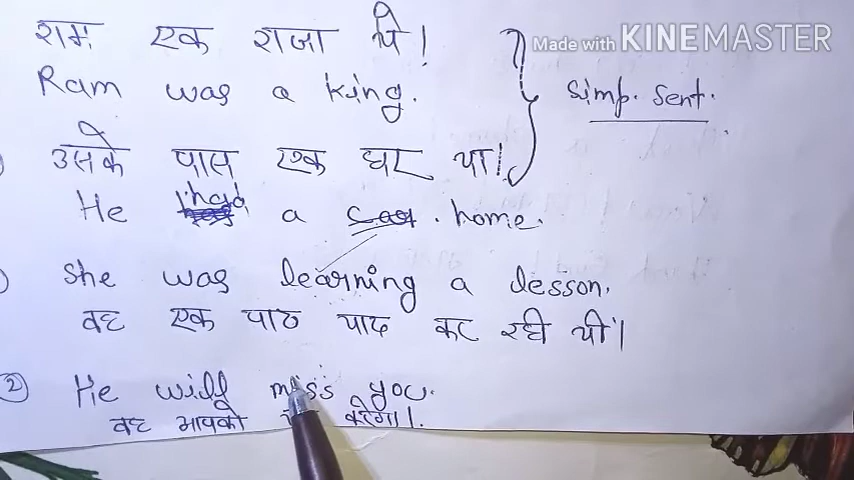 राम एक राजा थे!
Made with KINEMASTER
Ram was a king.
simp. sent.
उसके पास एक घर था।
He had a home.
She was learning a lesson.
वह एक पाठ याद कर रही थी।
② He will miss you.
वह आपको करेगा।